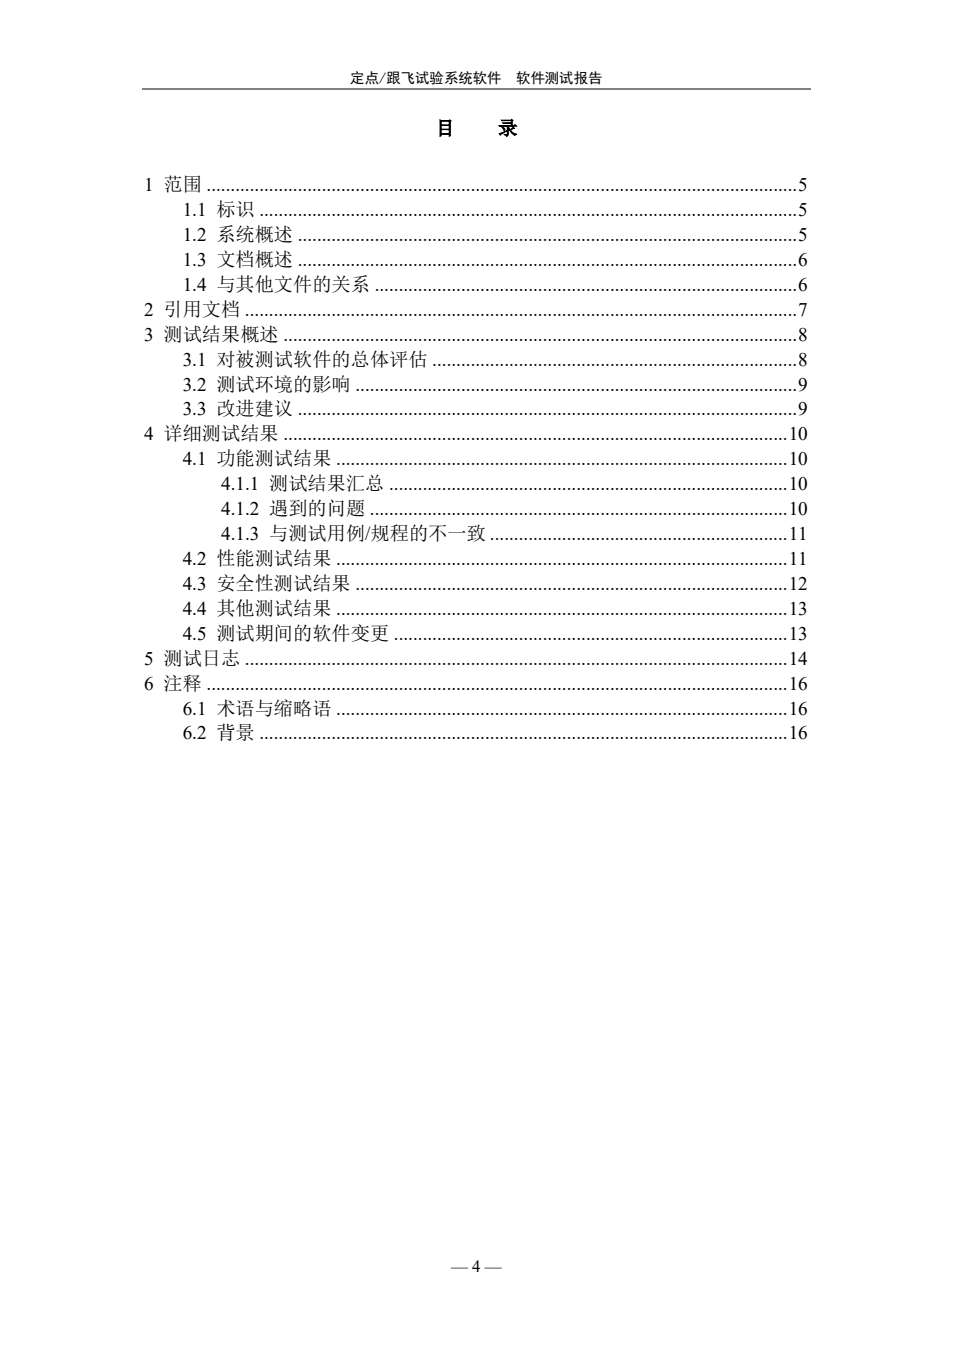 定点/跟飞试验系统软件　软件测试报告
目　　录
1 范围 ...............................................................................................................................5
1.1 标识 ...............................................................................................................5
1.2 系统概述 .......................................................................................................5
1.3 文档概述 .......................................................................................................6
1.4 与其他文件的关系 .......................................................................................6
2 引用文档 .......................................................................................................................7
3 测试结果概述 ...............................................................................................................8
3.1 对被测试软件的总体评估 ...........................................................................8
3.2 测试环境的影响 ...........................................................................................9
3.3 改进建议 .......................................................................................................9
4 详细测试结果 .............................................................................................................10
4.1 功能测试结果 .............................................................................................10
4.1.1 测试结果汇总 ..................................................................................10
4.1.2 遇到的问题 ......................................................................................10
4.1.3 与测试用例/规程的不一致 .............................................................11
4.2 性能测试结果 .............................................................................................11
4.3 安全性测试结果 .........................................................................................12
4.4 其他测试结果 .............................................................................................13
4.5 测试期间的软件变更 .................................................................................13
5 测试日志 .....................................................................................................................14
6 注释 .............................................................................................................................16
6.1 术语与缩略语 .............................................................................................16
6.2 背景 .............................................................................................................16
— 4 —